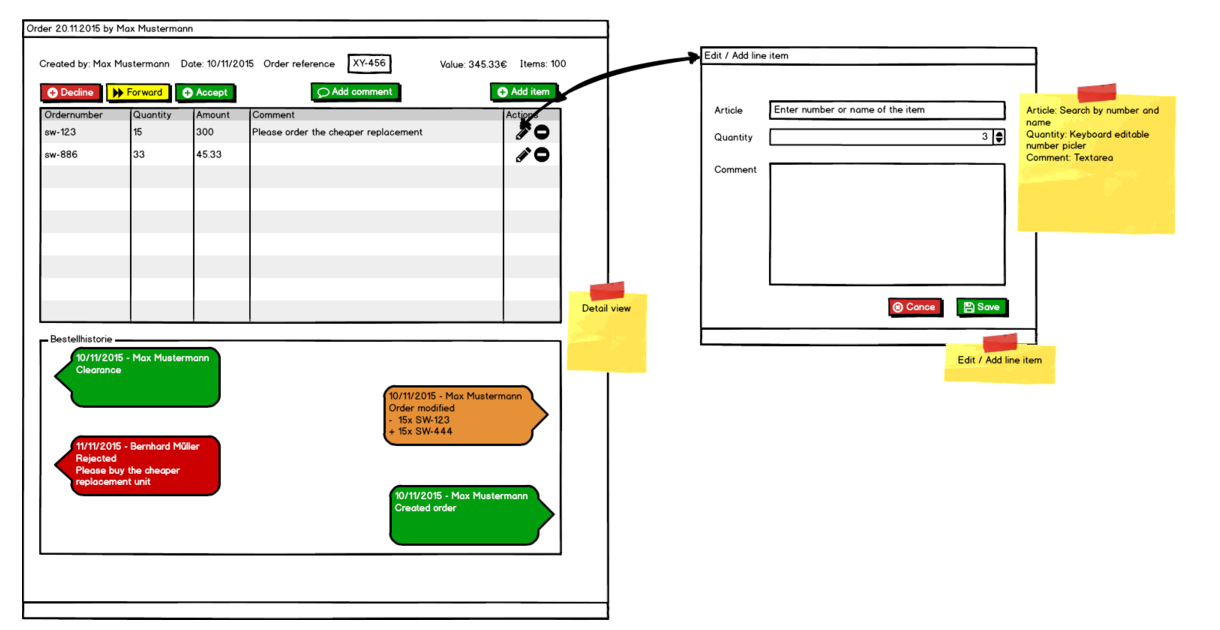 Order 20.11.2015 by Max Mustermann
Created by: Max Mustermann Date: 10/11/2015 Order reference XY-456 Value: 345.33€ Items: 100
Decline Forward Accept Add comment Add item
Ordernumber Quantity Amount Comment Actions
sw-123 15 300 Please order the cheaper replacement
sw-886 33 45.33
Detail view
Bestellhistorie
10/11/2015 - Max Mustermann
Clearance
10/11/2015 - Max Mustermann
Order modified
- 15x SW-123
+ 15x SW-444
11/11/2015 - Bernhard Müller
Rejected
Please buy the cheaper
replacement unit
10/11/2015 - Max Mustermann
Created order
Edit / Add line item
Article Enter number or name of the item
Quantity 3
Comment
Cance Save
Article: Search by number and
name
Quantity: Keyboard editable
number picler
Comment: Textarea
Edit / Add line item